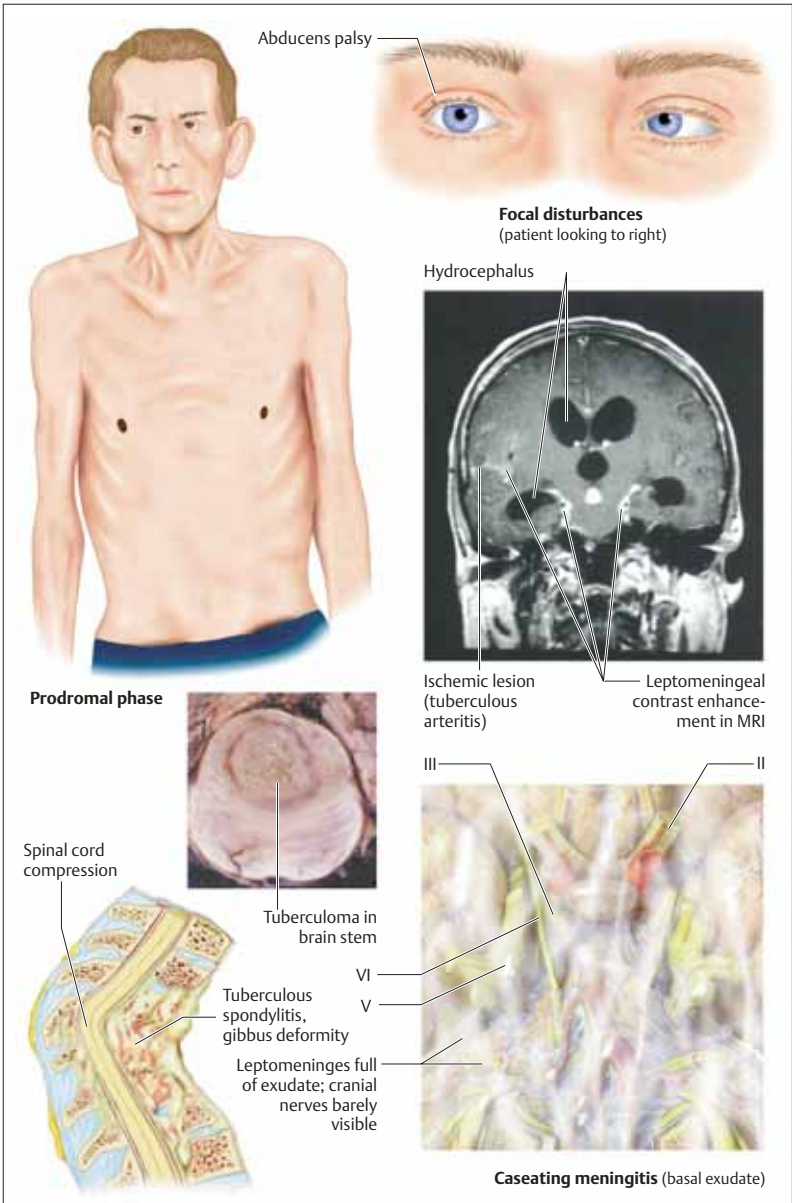 Abducens palsy
Focal disturbances
(patient looking to right)
Hydrocephalus
Ischemic lesion
(tuberculous
arteritis)
Leptomeningeal
contrast enhance-
ment in MRI
Prodromal phase
Tuberculoma in
brain stem
Spinal cord
compression
Tuberculous
spondylitis,
gibbus deformity
III
II
VI
V
Leptomeninges full
of exudate; cranial
nerves barely
visible
Caseating meningitis (basal exudate)